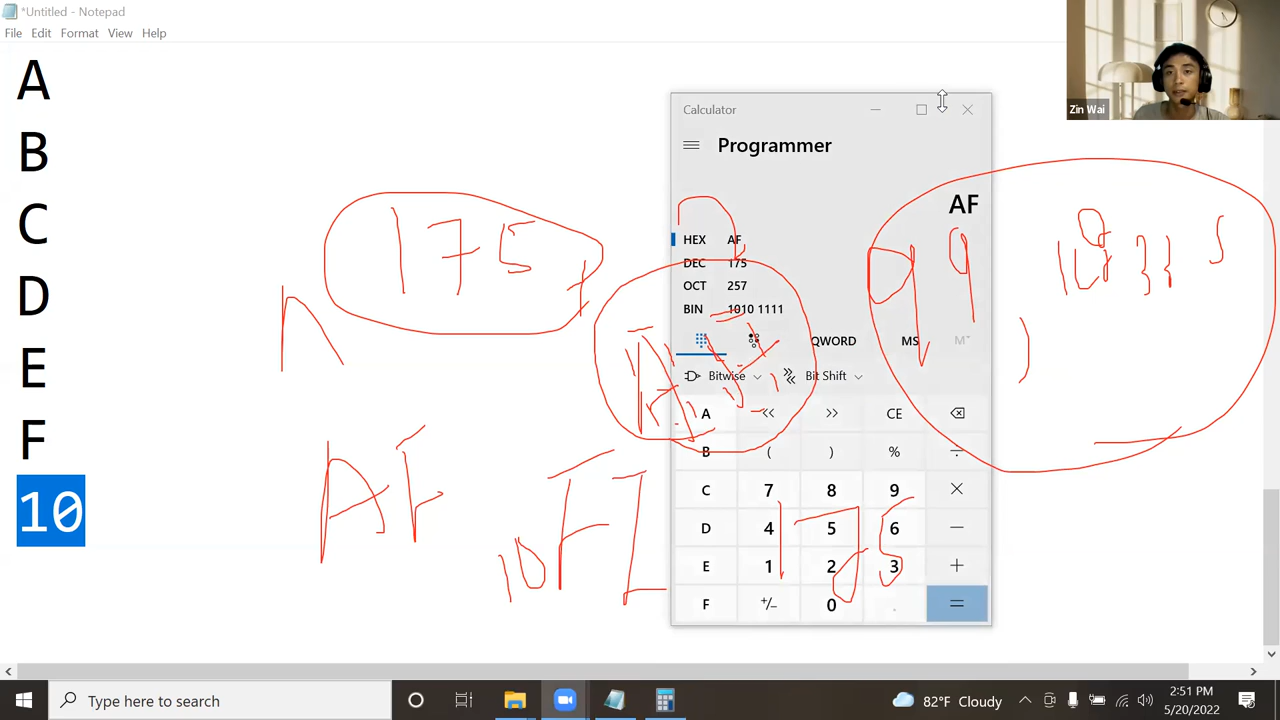 *Untitled - Notepad
File Edit Format View Help
A
B
C
D
E
F
10
Zin Wai
Calculator
Programmer
AF
HEX AF
DEC 175
OCT 257
BIN 1010 1111
QWORD MS M
Bitwise Bit Shift
A << >> CE
B ( ) % ÷
C 7 8 9 ×
D 4 5 6 −
E 1 2 3 +
F +/− 0 . =
175
AF
175
99
Type here to search
82°F Cloudy
2:51 PM
5/20/2022